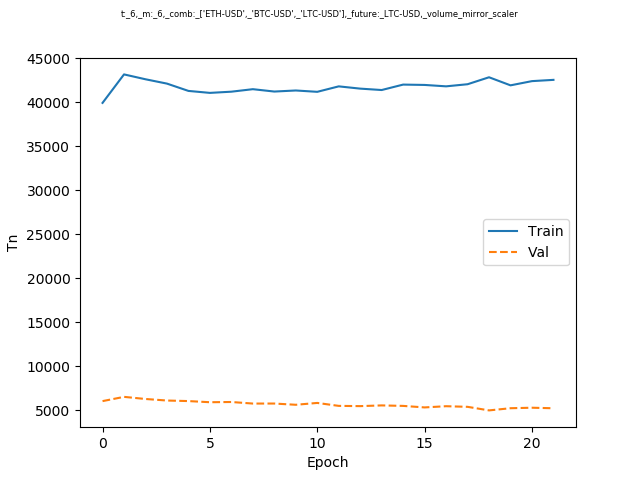 t:_6,_m:_6,_comb:_['ETH-USD',_'BTC-USD',_'LTC-USD'],_future:_LTC-USD,_volume_mirror_scaler
45000
40000
35000
30000
25000
20000
15000
10000
5000
Tn
Train
Val
0 5 10 15 20
Epoch